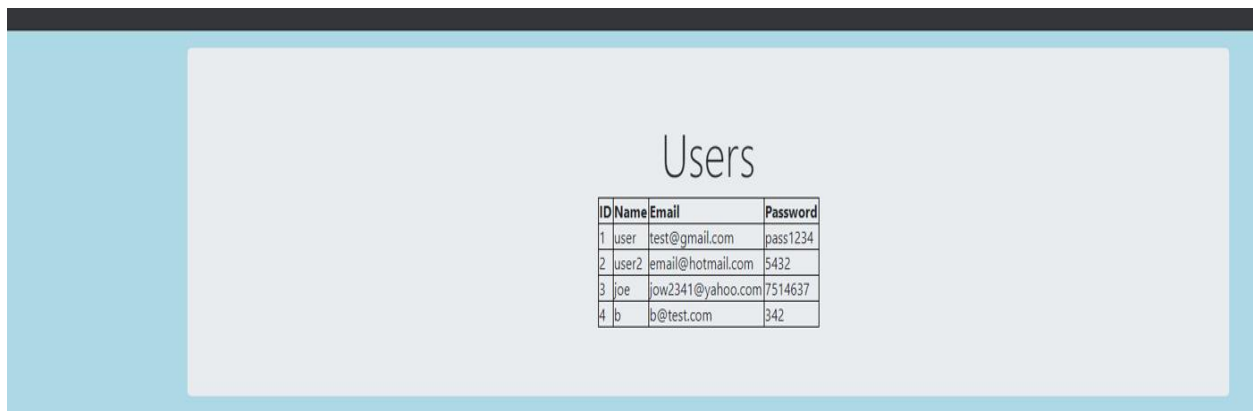 Users
ID Name Email Password
1 user test@gmail.com pass1234
2 user2 email@hotmail.com 5432
3 joe jow2341@yahoo.com 7514637
4 b b@test.com 342